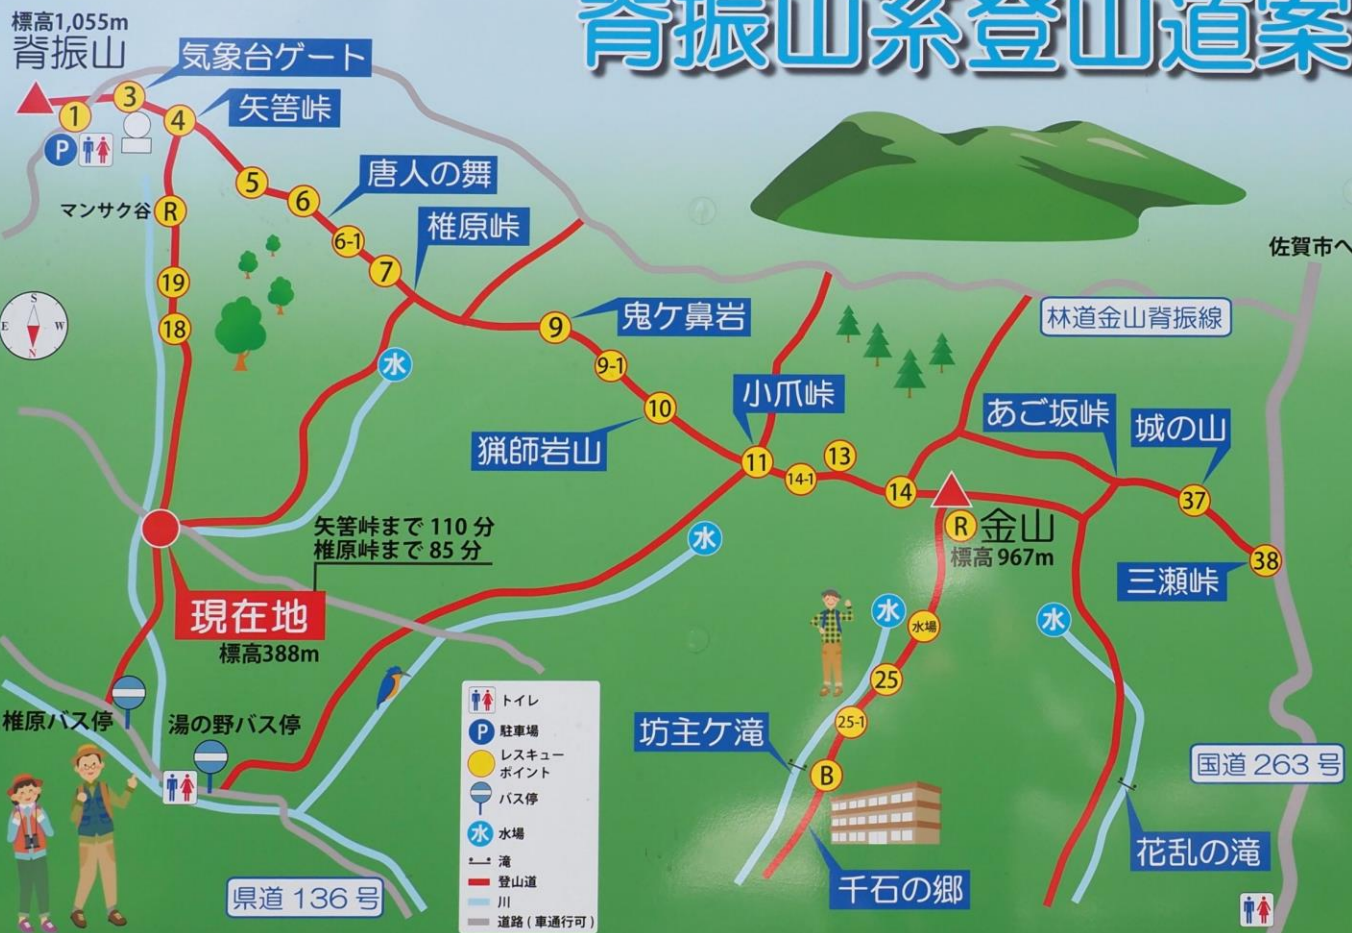 脊振山系登山道案
標高1,055m
脊振山
気象台ゲート
矢筈峠
1
3
4
P
5
6
唐人の舞
椎原峠
マンサク谷
R
6-1
7
佐賀市へ
19
18
S
E
W
N
9
鬼ケ鼻岩
林道金山脊振線
水
9-1
10
小爪峠
あご坂峠
城の山
猟師岩山
11
13
14-1
14
37
矢筈峠まで 110 分
椎原峠まで 85 分
水
R
金山
標高 967m
38
三瀬峠
現在地
標高388m
水
水場
水
25
25-1
椎原バス停
湯の野バス停
坊主ケ滝
B
国道 263 号
花乱の滝
千石の郷
県道 136 号
トイレ
P
駐車場
レスキュー
ポイント
バス停
水
水場
滝
登山道
川
道路 ( 車通行可 )